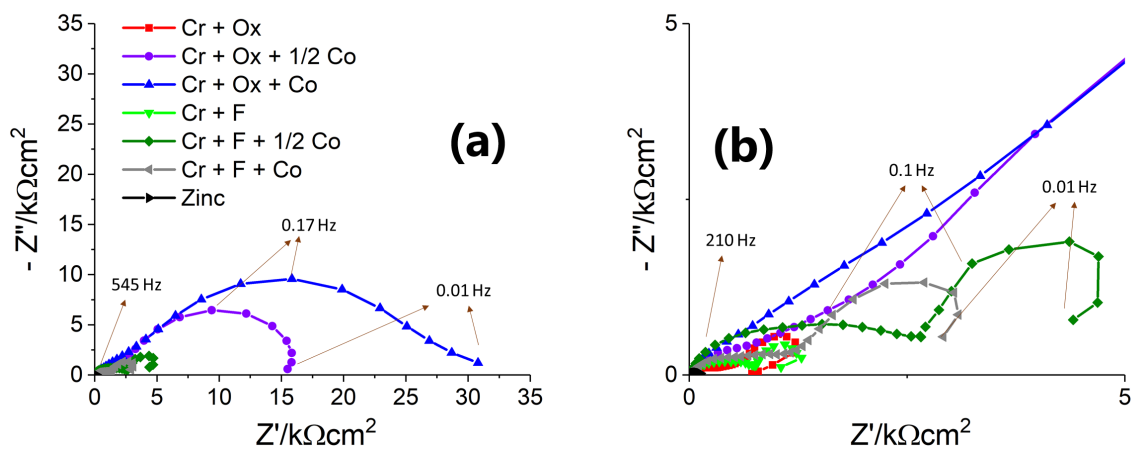 35
30
25
20
15
10
5
0
- Z"/kΩcm²
Cr + Ox
Cr + Ox + 1/2 Co
Cr + Ox + Co
Cr + F
Cr + F + 1/2 Co
Cr + F + Co
Zinc
(a)
0.17 Hz
545 Hz
0.01 Hz
0 5 10 15 20 25 30 35
Z'/kΩcm²
5
0
- Z"/kΩcm²
(b)
0.1 Hz
0.01 Hz
210 Hz
0 5
Z'/kΩcm²